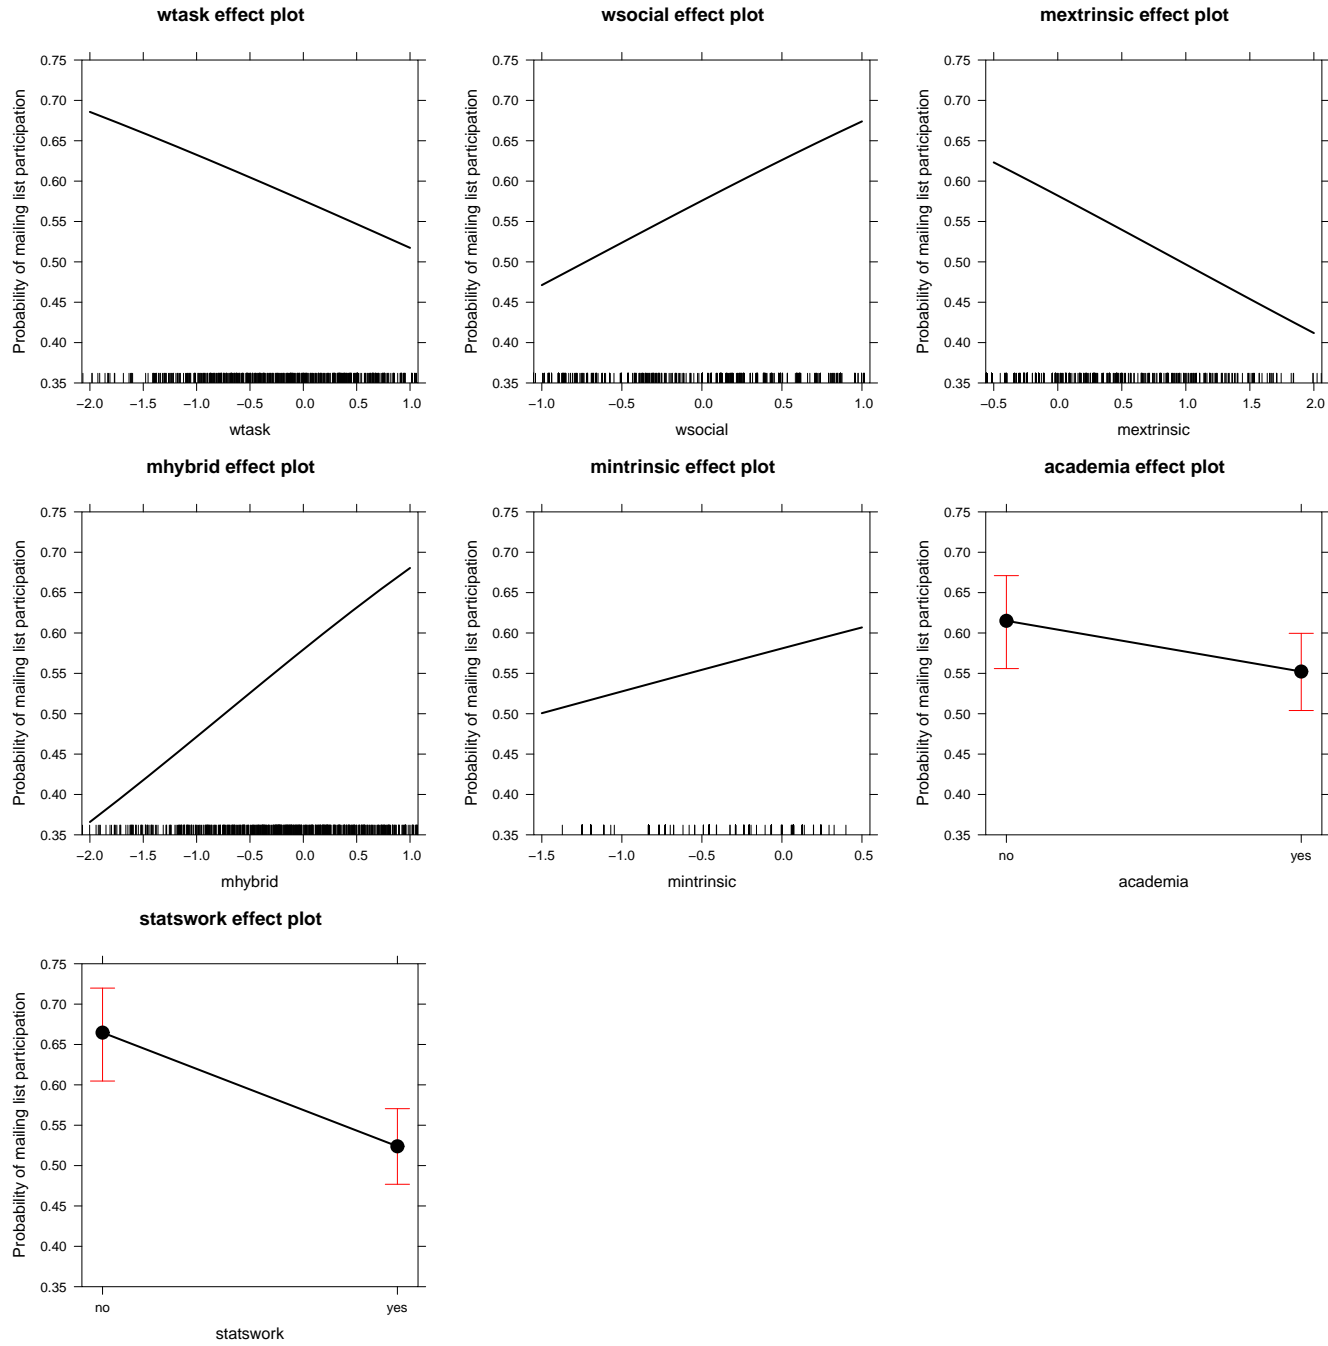 wtask effect plot
Probability of mailing list participation
0.75
0.70
0.65
0.60
0.55
0.50
0.45
0.40
0.35
−2.0 −1.5 −1.0 −0.5 0.0 0.5 1.0
wtask
wsocial effect plot
Probability of mailing list participation
0.75
0.70
0.65
0.60
0.55
0.50
0.45
0.40
0.35
−1.0 −0.5 0.0 0.5 1.0
wsocial
mextrinsic effect plot
Probability of mailing list participation
0.75
0.70
0.65
0.60
0.55
0.50
0.45
0.40
0.35
−0.5 0.0 0.5 1.0 1.5 2.0
mextrinsic
mhybrid effect plot
Probability of mailing list participation
0.75
0.70
0.65
0.60
0.55
0.50
0.45
0.40
0.35
−2.0 −1.5 −1.0 −0.5 0.0 0.5 1.0
mhybrid
mintrinsic effect plot
Probability of mailing list participation
0.75
0.70
0.65
0.60
0.55
0.50
0.45
0.40
0.35
−1.5 −1.0 −0.5 0.0 0.5
mintrinsic
academia effect plot
Probability of mailing list participation
0.75
0.70
0.65
0.60
0.55
0.50
0.45
0.40
0.35
no yes
academia
statswork effect plot
Probability of mailing list participation
0.75
0.70
0.65
0.60
0.55
0.50
0.45
0.40
0.35
no yes
statswork